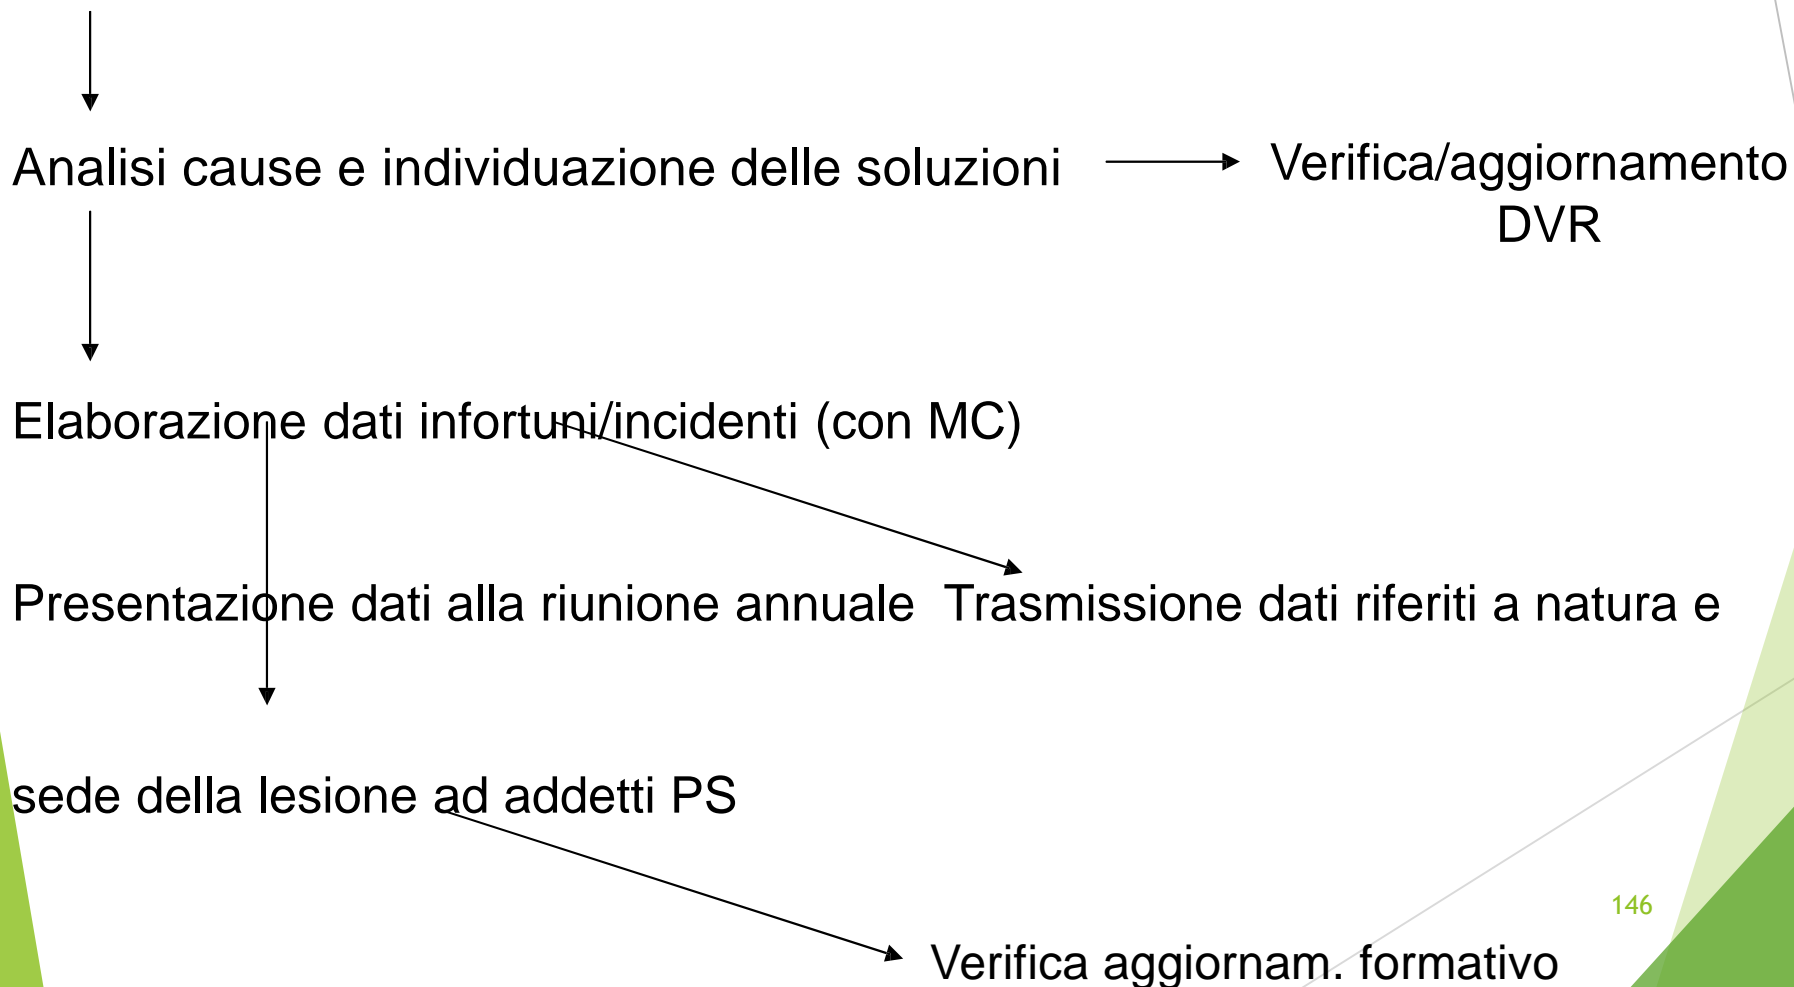 Analisi cause e individuazione delle soluzioni Verifica/aggiornamento
DVR
Elaborazione dati infortuni/incidenti (con MC)
Presentazione dati alla riunione annuale Trasmissione dati riferiti a natura e
sede della lesione ad addetti PS
146
Verifica aggiornam. formativo